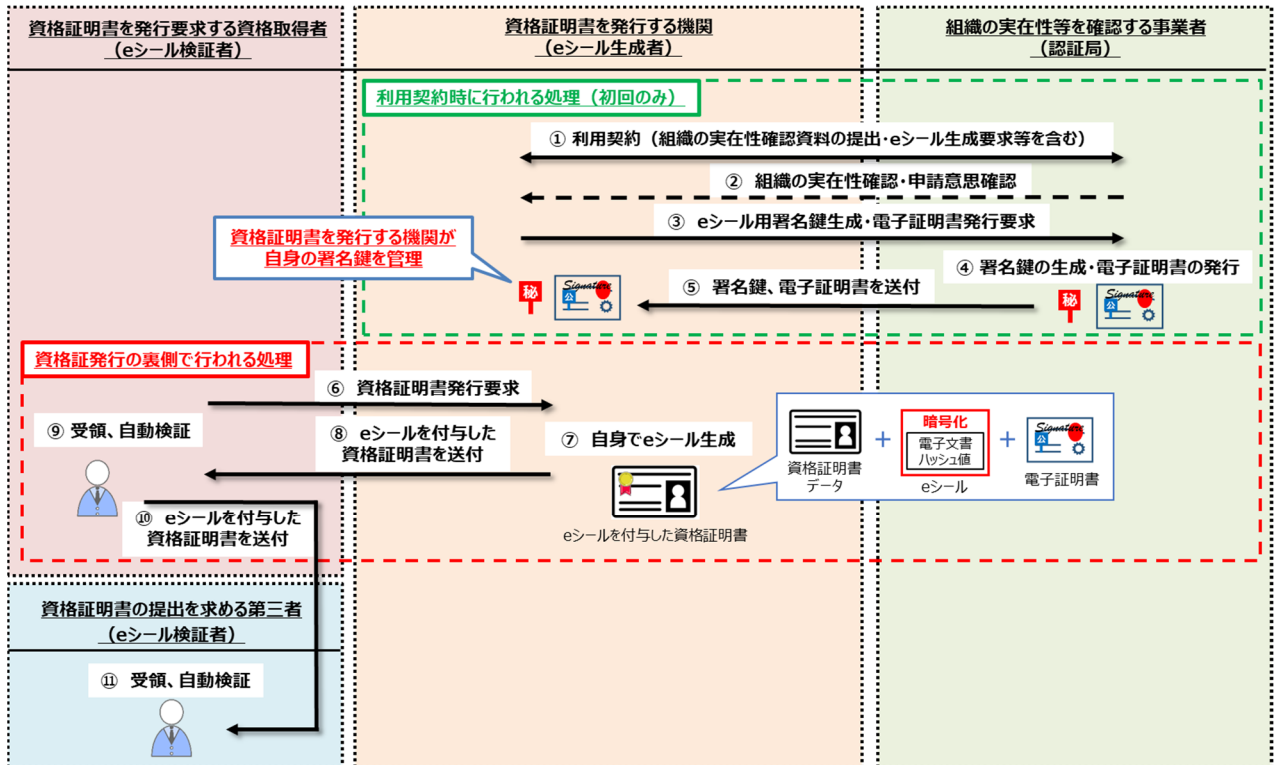 資格証明書を発行要求する資格取得者
（eシール検証者）
資格証明書を発行する機関
（eシール生成者）
組織の実在性等を確認する事業者
（認証局）
利用契約時に行われる処理（初回のみ）
① 利用契約（組織の実在性確認資料の提出・eシール生成要求等を含む）
② 組織の実在性確認・申請意思確認
③ eシール用署名鍵生成・電子証明書発行要求
資格証明書を発行する機関が
自身の署名鍵を管理
④ 署名鍵の生成・電子証明書の発行
⑤ 署名鍵、電子証明書を送付
秘
Signature
公
秘
Signature
公
資格証発行の裏側で行われる処理
⑥ 資格証明書発行要求
⑨ 受領、自動検証
⑧ eシールを付与した
資格証明書を送付
⑦ 自身でeシール生成
資格証明書
データ
+
暗号化
電子文書
ハッシュ値
eシール
+
Signature
公
電子証明書
⑩ eシールを付与した
資格証明書を送付
eシールを付与した資格証明書
資格証明書の提出を求める第三者
（eシール検証者）
⑪ 受領、自動検証